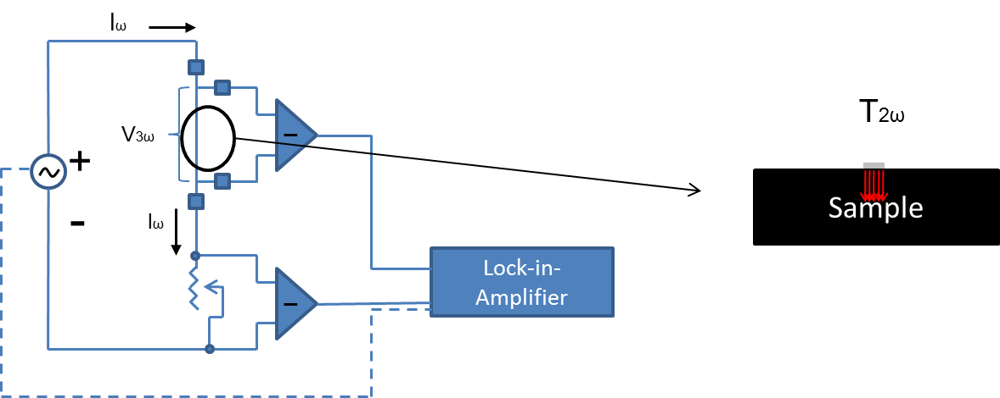 Iω
V3ω
+
-
Iω
−
−
Lock-in-
Amplifier
T2ω
Sample